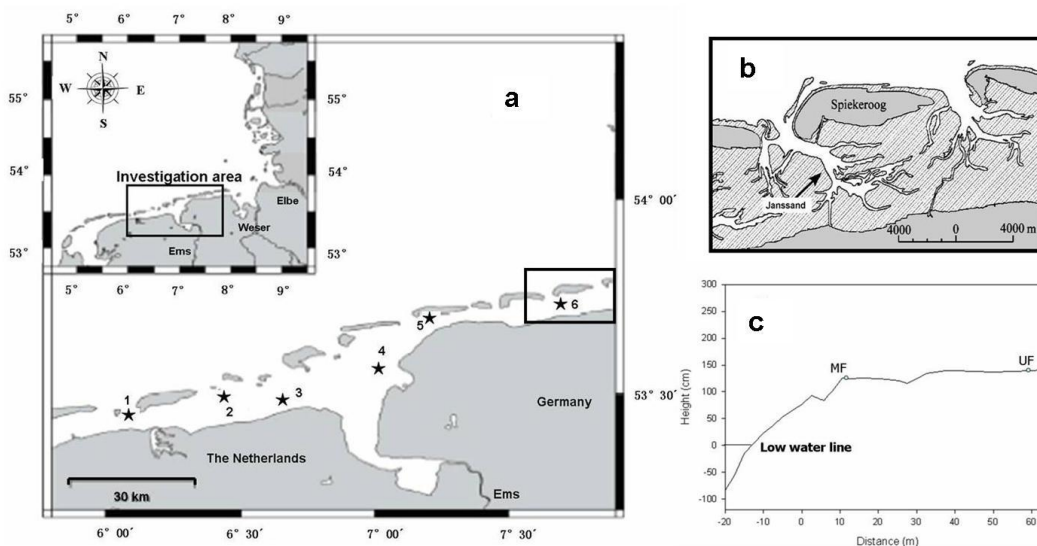 5° 6° 7° 8° 9°
N
W E
S
55°
54°
53°
55°
54°
53°
Investigation area
Elbe
Weser
Ems
5° 6° 7° 8° 9°
a
54° 00´
53° 30´
1
2
3
4
5
6
Germany
The Netherlands
Ems
30 km
6° 00´ 6° 30´ 7° 00´ 7° 30´
b
Spiekeroog
Janssand
4000 0 4000 m
c
300
250
200
150
100
50
0
-50
-100
Height (cm)
MF
UF
Low water line
-20 -10 0 10 20 30 40 50 60
Distance (m)